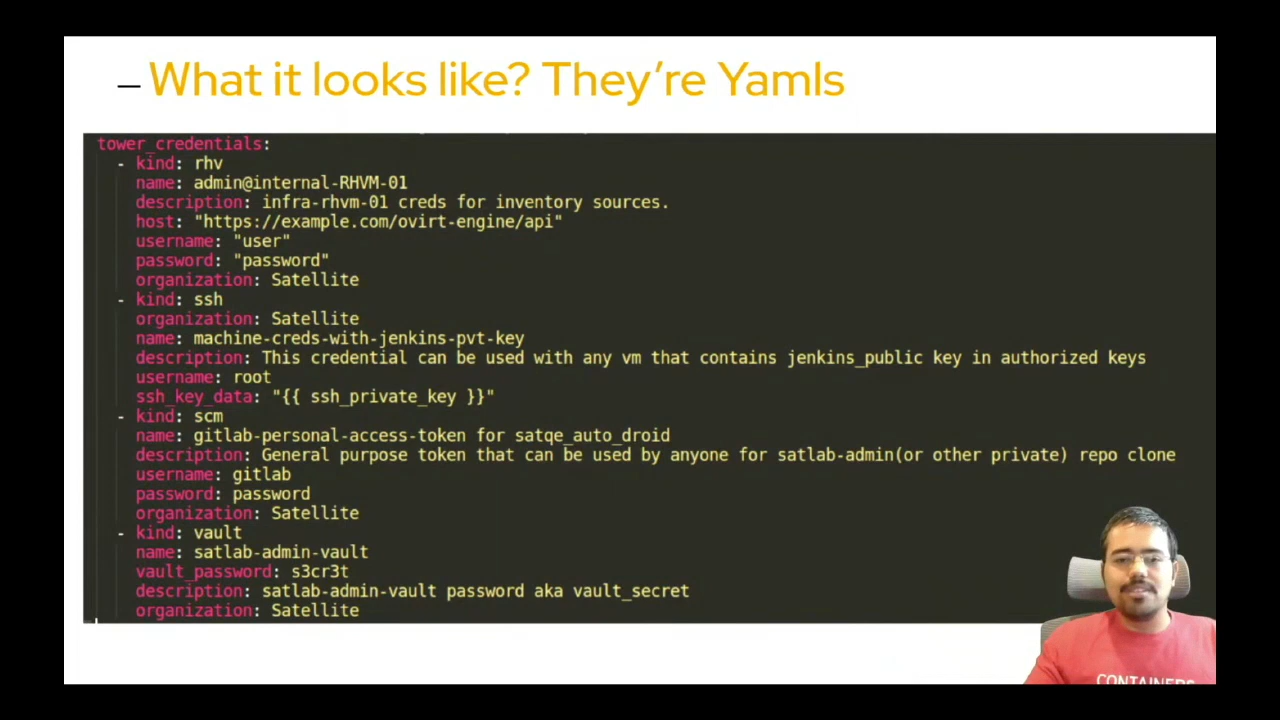 – What it looks like? They’re Yamls
tower_credentials:
- kind: rhv
name: admin@internal-RHVM-01
description: infra-rhvm-01 creds for inventory sources.
host: "https://example.com/ovirt-engine/api"
username: "user"
password: "password"
organization: Satellite
- kind: ssh
organization: Satellite
name: machine-creds-with-jenkins-pvt-key
description: This credential can be used with any vm that contains jenkins_public key in authorized keys
username: root
ssh_key_data: "{{ ssh_private_key }}"
- kind: scm
name: gitlab-personal-access-token for satqe_auto_droid
description: General purpose token that can be used by anyone for satlab-admin(or other private) repo clone
username: gitlab
password: password
organization: Satellite
- kind: vault
name: satlab-admin-vault
vault_password: s3cr3t
description: satlab-admin-vault password aka vault_secret
organization: Satellite
CONTAINERS